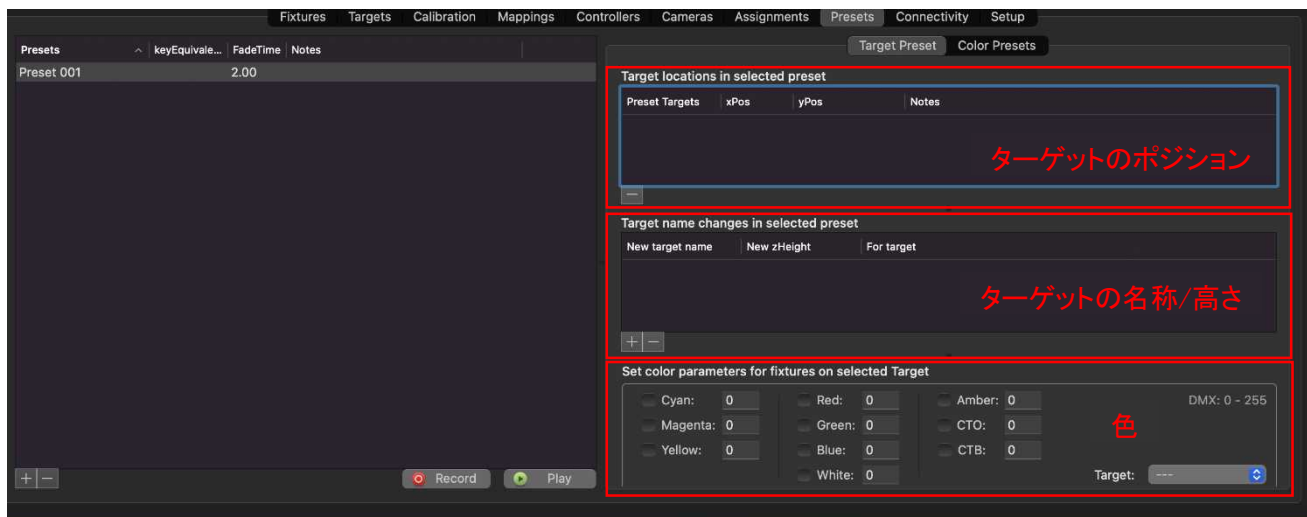 Fixtures Targets Calibration Mappings Controllers Cameras Assignments Presets Connectivity Setup
Presets keyEquivale... FadeTime Notes
Preset 001 2.00
Target Preset Color Presets
Target locations in selected preset
Preset Targets xPos yPos Notes
ターゲットのポジション
Target name changes in selected preset
New target name New zHeight For target
ターゲットの名称/高さ
Set color parameters for fixtures on selected Target
Cyan: 0 Red: 0 Amber: 0 DMX: 0 - 255
Magenta: 0 Green: 0 CTO: 0
色
Yellow: 0 Blue: 0 CTB: 0
White: 0 Target: ---
Record Play